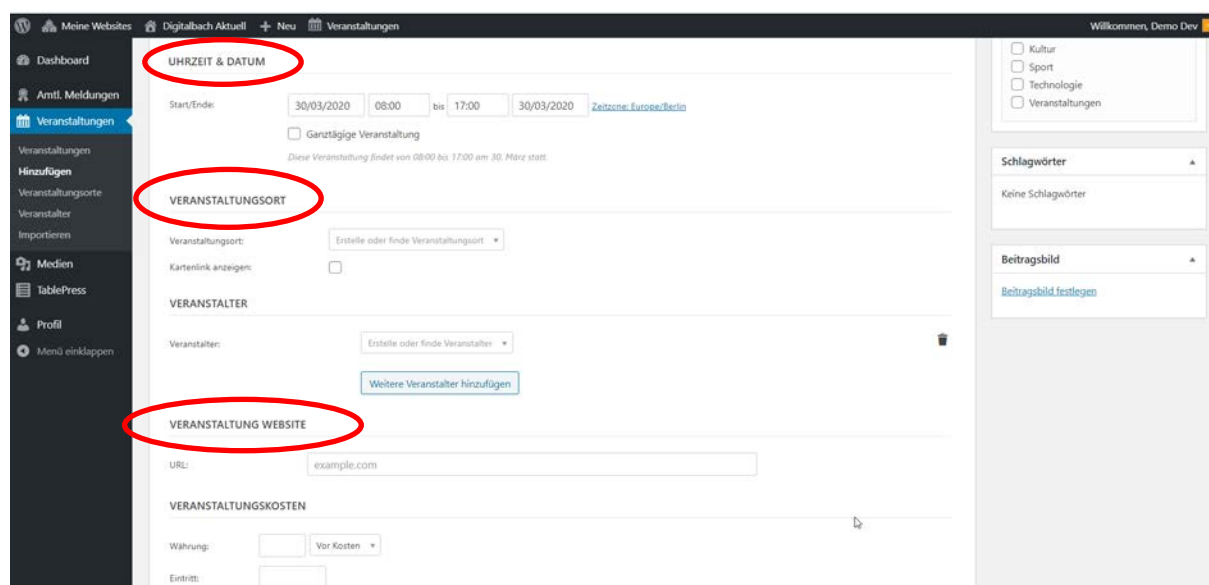 Meine Websites Digitalbach Aktuell + Neu Veranstaltungen Willkommen, Demo Dev
Dashboard
Amtl. Meldungen
Veranstaltungen
Veranstaltungen
Hinzufügen
Veranstaltungsorte
Veranstalter
Importieren
Medien
TablePress
Profil
Menü einklappen
UHRZEIT & DATUM
Start/Ende: 30/03/2020 08:00 bis 17:00 30/03/2020 Zeitzone: Europe/Berlin
Ganztägige Veranstaltung
Diese Veranstaltung findet von 08:00 bis 17:00 am 30. März statt.
VERANSTALTUNGSORT
Veranstaltungsort: Erstelle oder finde Veranstaltungsort
Kartenlink anzeigen:
VERANSTALTER
Veranstalter: Erstelle oder finde Veranstalter
Weitere Veranstalter hinzufügen
VERANSTALTUNG WEBSITE
URL: example.com
VERANSTALTUNGSKOSTEN
Währung: Vor Kosten
Eintritt:
Kultur
Sport
Technologie
Veranstaltungen
Schlagwörter
Keine Schlagwörter
Beitragsbild
Beitragsbild festlegen